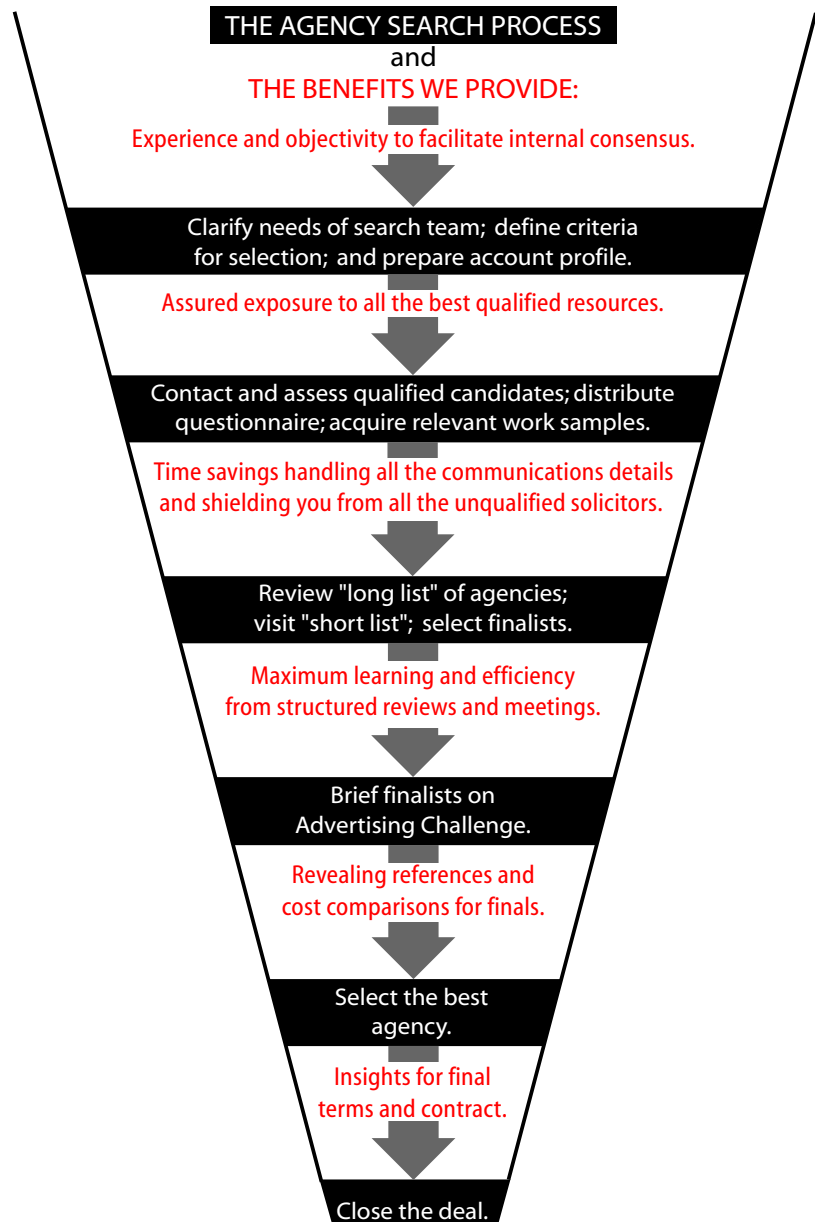 THE AGENCY SEARCH PROCESS
and
THE BENEFITS WE PROVIDE:
Experience and objectivity to facilitate internal consensus.
Clarify needs of search team; define criteria
for selection; and prepare account profile.
Assured exposure to all the best qualified resources.
Contact and assess qualified candidates; distribute
questionnaire; acquire relevant work samples.
Time savings handling all the communications details
and shielding you from all the unqualified solicitors.
Review "long list" of agencies;
visit "short list"; select finalists.
Maximum learning and efficiency
from structured reviews and meetings.
Brief finalists on
Advertising Challenge.
Revealing references and
cost comparisons for finals.
Select the best
agency.
Insights for final
terms and contract.
Close the deal.